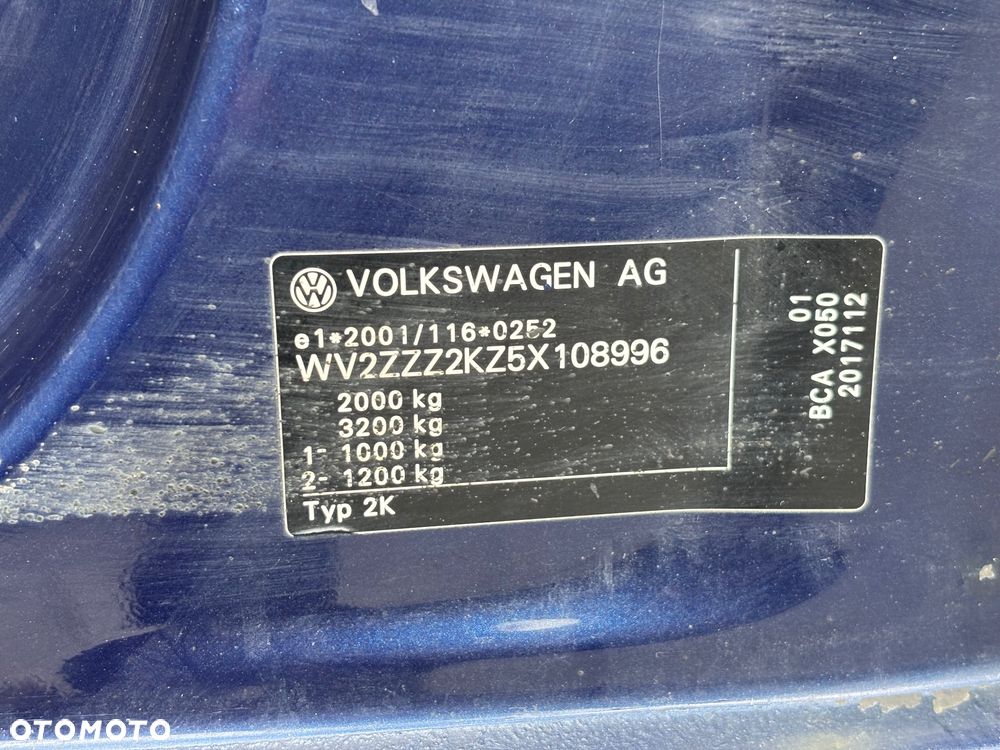 VOLKSWAGEN AG
e1*2001/116*0252
WV2ZZZ2KZ5X108996
2000 kg
3200 kg
1- 1000 kg
2- 1200 kg
Typ 2K
01
BCA X050
2017112
OTOMOTO